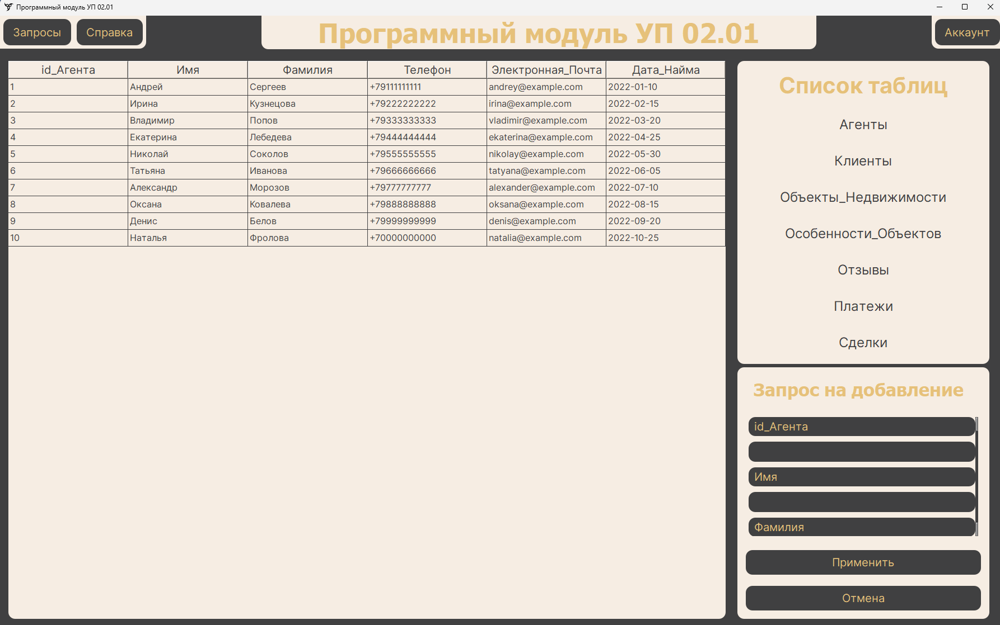 Программный модуль УП 02.01
Запросы
Справка
Программный модуль УП 02.01
Аккаунт
id_Агента Имя Фамилия Телефон Электронная_Почта Дата_Найма
1 Андрей Сергеев +79111111111 andrey@example.com 2022-01-10
2 Ирина Кузнецова +79222222222 irina@example.com 2022-02-15
3 Владимир Попов +79333333333 vladimir@example.com 2022-03-20
4 Екатерина Лебедева +79444444444 ekaterina@example.com 2022-04-25
5 Николай Соколов +79555555555 nikolay@example.com 2022-05-30
6 Татьяна Иванова +79666666666 tatyana@example.com 2022-06-05
7 Александр Морозов +79777777777 alexander@example.com 2022-07-10
8 Оксана Ковалева +79888888888 oksana@example.com 2022-08-15
9 Денис Белов +79999999999 denis@example.com 2022-09-20
10 Наталья Фролова +70000000000 natalia@example.com 2022-10-25
Список таблиц
Агенты
Клиенты
Объекты_Недвижимости
Особенности_Объектов
Отзывы
Платежи
Сделки
Запрос на добавление
id_Агента
Имя
Фамилия
Применить
Отмена